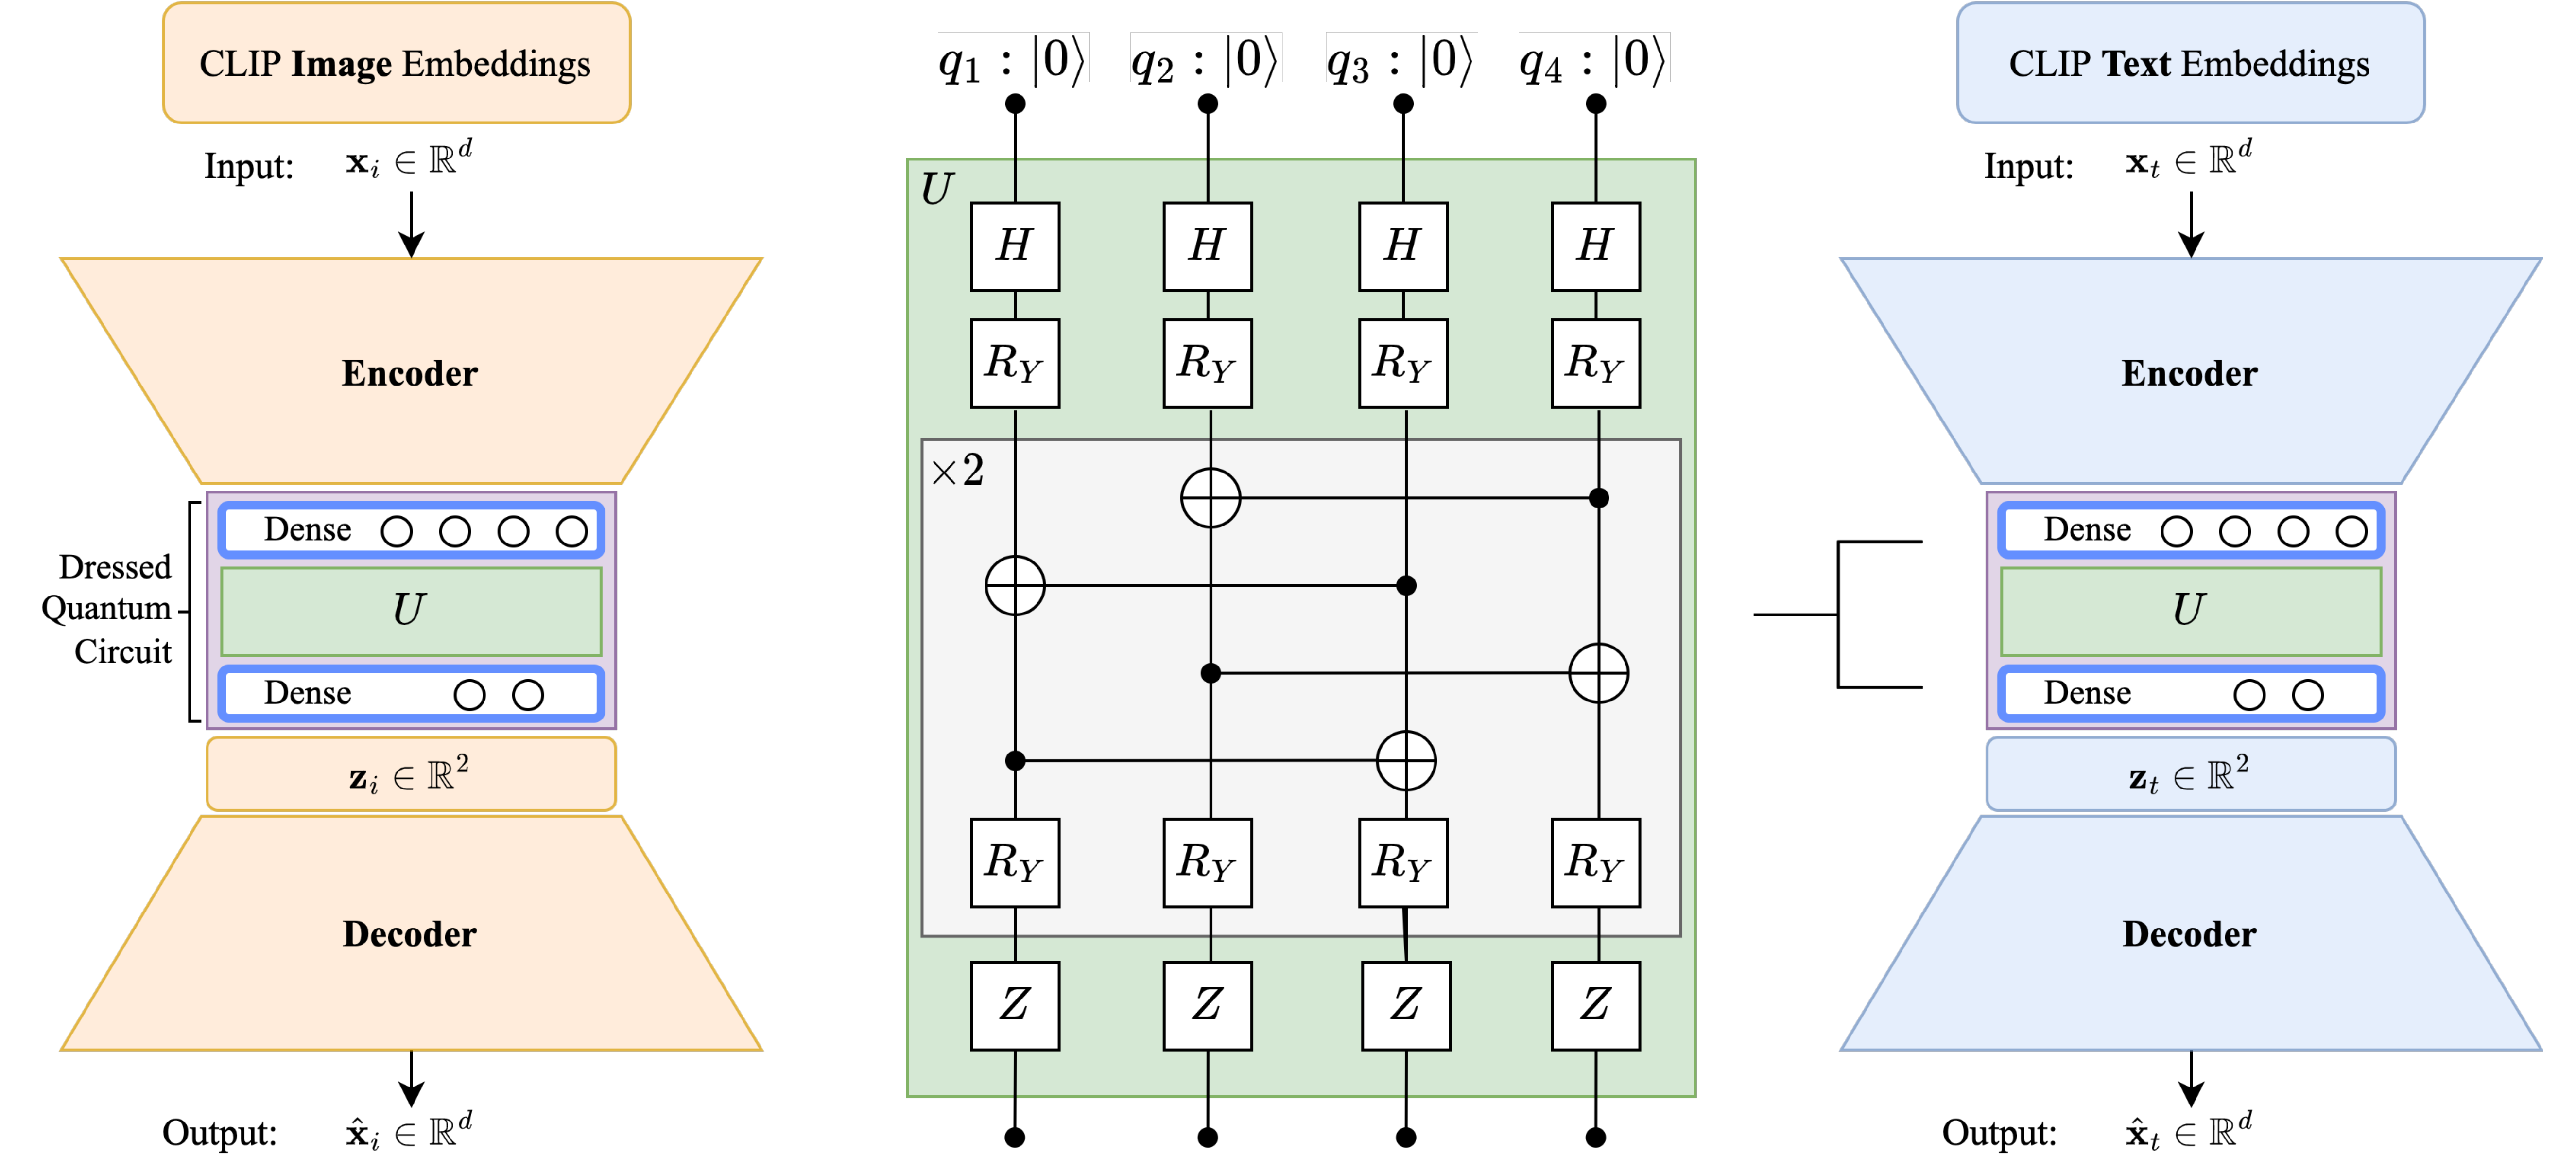 CLIP Image Embeddings
Input: 𝐱ᵢ ∈ ℝᵈ
Encoder
Dressed
Quantum
Circuit
Dense
U
Dense
𝐳ᵢ ∈ ℝ²
Decoder
Output: 𝐱̂ᵢ ∈ ℝᵈ
q₁ : |0⟩ q₂ : |0⟩ q₃ : |0⟩ q₄ : |0⟩
U
H H H H
R_Y R_Y R_Y R_Y
×2
R_Y R_Y R_Y R_Y
Z Z Z Z
CLIP Text Embeddings
Input: 𝐱ₜ ∈ ℝᵈ
Encoder
Dense
U
Dense
𝐳ₜ ∈ ℝ²
Decoder
Output: 𝐱̂ₜ ∈ ℝᵈ